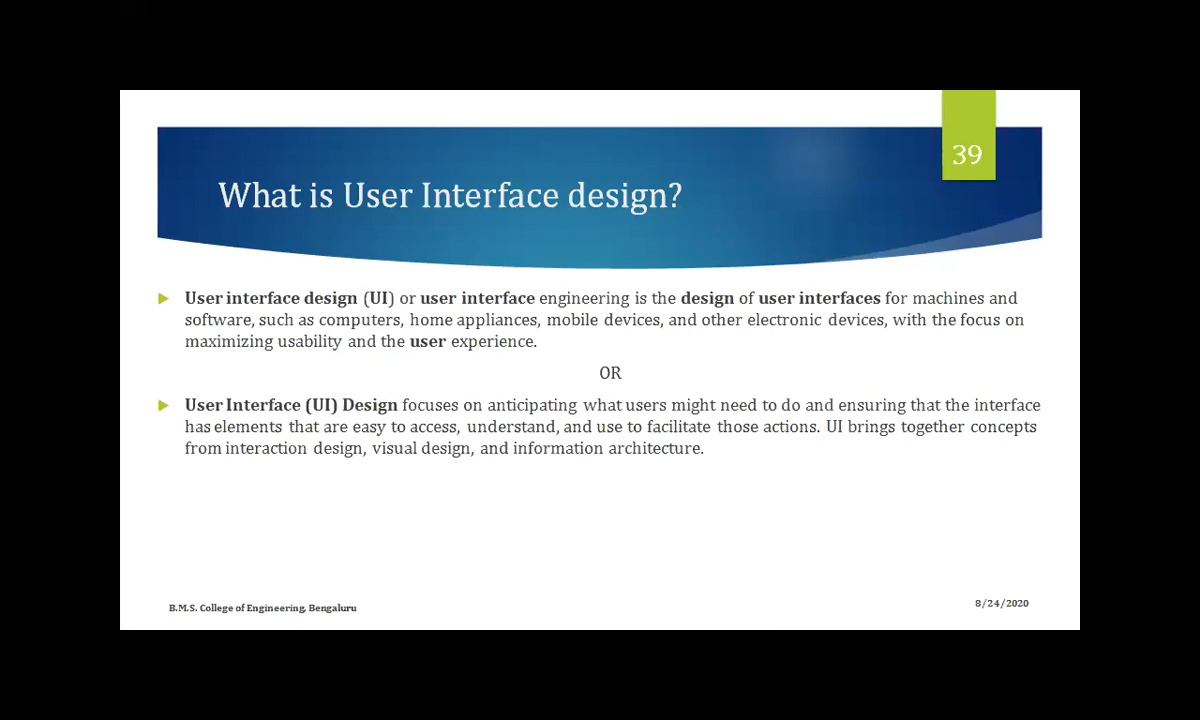 39
What is User Interface design?
User interface design (UI) or user interface engineering is the design of user interfaces for machines and
software, such as computers, home appliances, mobile devices, and other electronic devices, with the focus on
maximizing usability and the user experience.
OR
User Interface (UI) Design focuses on anticipating what users might need to do and ensuring that the interface
has elements that are easy to access, understand, and use to facilitate those actions. UI brings together concepts
from interaction design, visual design, and information architecture.
B.M.S. College of Engineering, Bengaluru
8/24/2020